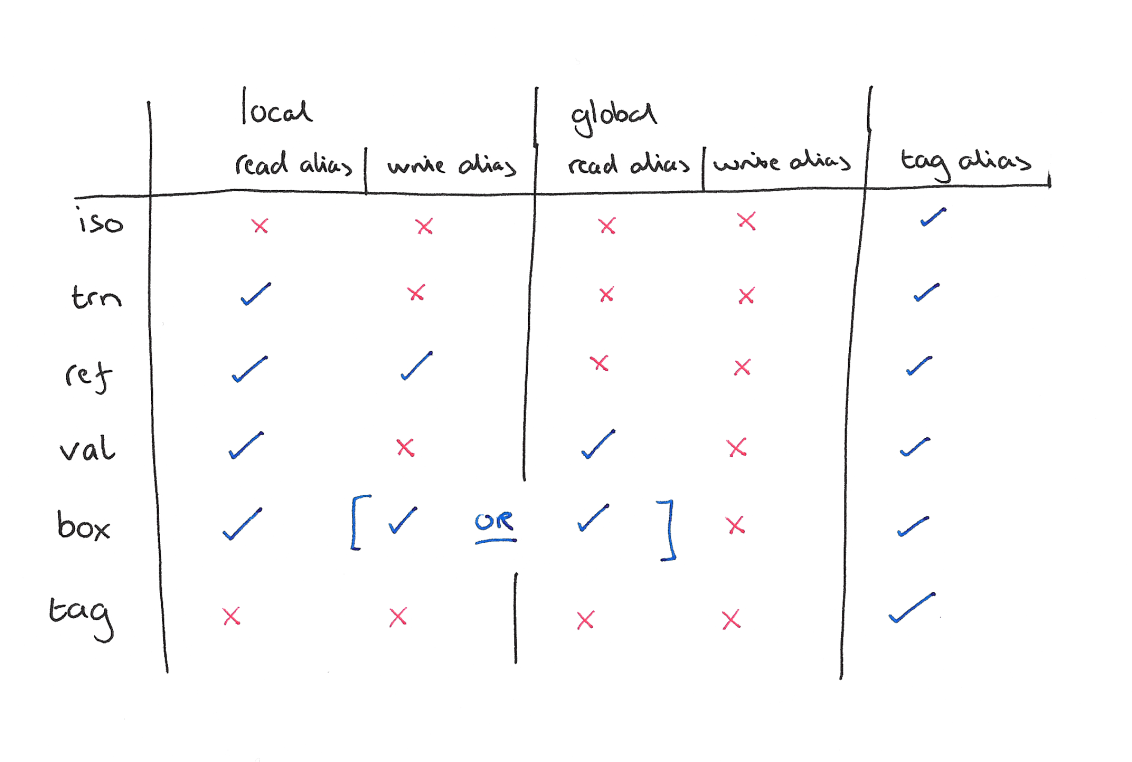 local global
read alias write alias read alias write alias tag alias
iso × × × × ✓
trn ✓ × × × ✓
ref ✓ ✓ × × ✓
val ✓ × ✓ × ✓
box ✓ [ ✓ OR ✓ ] × ✓
tag × × × × ✓